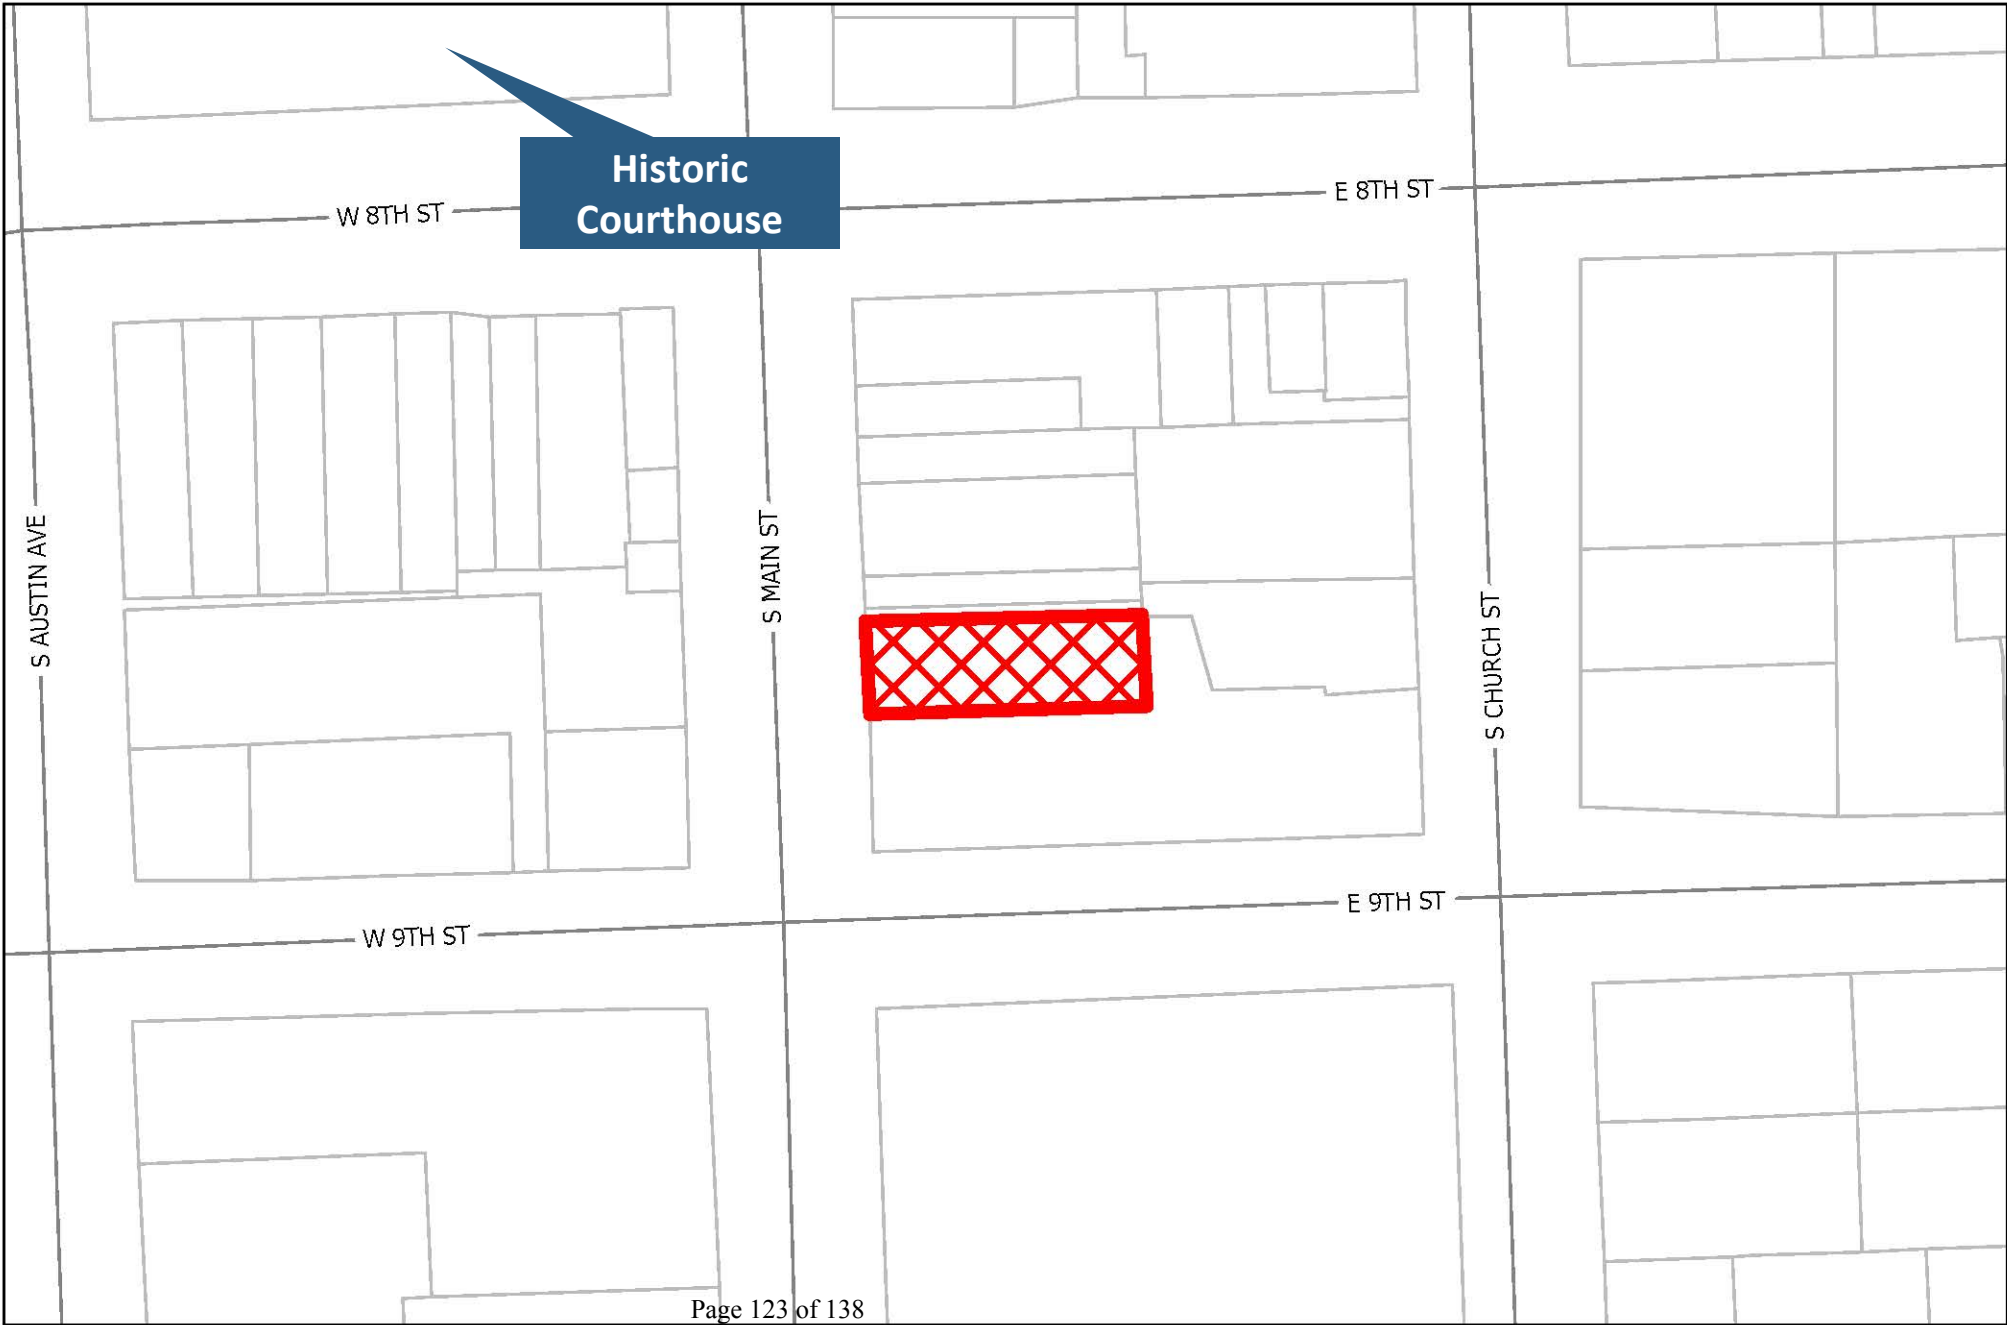 Historic
Courthouse
W 8TH ST
E 8TH ST
S AUSTIN AVE
S MAIN ST
S CHURCH ST
W 9TH ST
E 9TH ST
Page 123 of 138